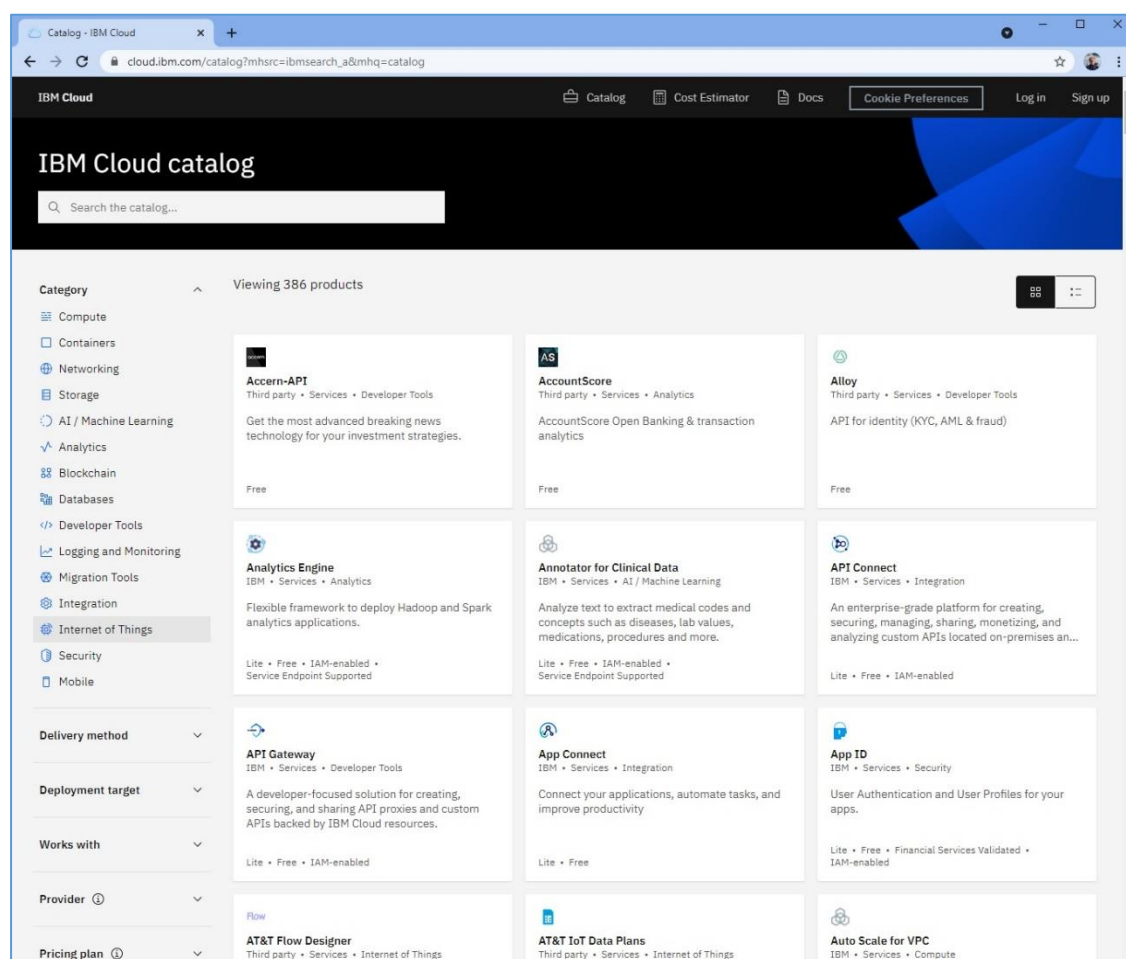 Catalog - IBM Cloud
cloud.ibm.com/catalog?mhsrc=ibmsearch_a&mhq=catalog
IBM Cloud
Catalog
Cost Estimator
Docs
Cookie Preferences
Log in
Sign up
IBM Cloud catalog
Search the catalog...
Category
Compute
Containers
Networking
Storage
AI / Machine Learning
Analytics
Blockchain
Databases
Developer Tools
Logging and Monitoring
Migration Tools
Integration
Internet of Things
Security
Mobile
Delivery method
Deployment target
Works with
Provider
Pricing plan
Viewing 386 products
accern
Accern-API
Third party • Services • Developer Tools
Get the most advanced breaking news
technology for your investment strategies.
Free
AS
AccountScore
Third party • Services • Analytics
AccountScore Open Banking & transaction
analytics
Free
Alloy
Third party • Services • Developer Tools
API for identity (KYC, AML & fraud)
Free
Analytics Engine
IBM • Services • Analytics
Flexible framework to deploy Hadoop and Spark
analytics applications.
Lite • Free • IAM-enabled •
Service Endpoint Supported
Annotator for Clinical Data
IBM • Services • AI / Machine Learning
Analyze text to extract medical codes and
concepts such as diseases, lab values,
medications, procedures and more.
Lite • Free • IAM-enabled •
Service Endpoint Supported
API Connect
IBM • Services • Integration
An enterprise-grade platform for creating,
securing, managing, sharing, monetizing, and
analyzing custom APIs located on-premises an...
Lite • Free • IAM-enabled
API Gateway
IBM • Services • Developer Tools
A developer-focused solution for creating,
securing, and sharing API proxies and custom
APIs backed by IBM Cloud resources.
Lite • Free • IAM-enabled
App Connect
IBM • Services • Integration
Connect your applications, automate tasks, and
improve productivity
Lite • Free
App ID
IBM • Services • Security
User Authentication and User Profiles for your
apps.
Lite • Free • Financial Services Validated •
IAM-enabled
Flow
AT&T Flow Designer
Third party • Services • Internet of Things
AT&T IoT Data Plans
Third party • Services • Internet of Things
Auto Scale for VPC
IBM • Services • Compute